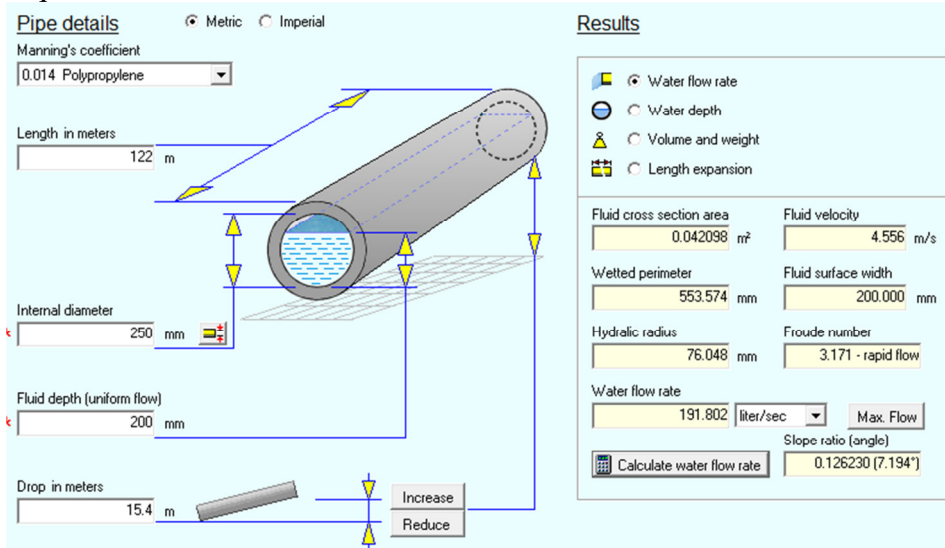 Pipe details
Metric
Imperial
Manning's coefficient
0.014 Polypropylene
Length in meters
122 m
Internal diameter
250 mm
Fluid depth (uniform flow)
200 mm
Drop in meters
15.4 m
Increase
Reduce
Results
Water flow rate
Water depth
Volume and weight
Length expansion
Fluid cross section area
0.042098 m²
Fluid velocity
4.556 m/s
Wetted perimeter
553.574 mm
Fluid surface width
200.000 mm
Hydralic radius
76.048 mm
Froude number
3.171 - rapid flow
Water flow rate
191.802 liter/sec
Max. Flow
Calculate water flow rate
Slope ratio (angle)
0.126230 (7.194°)